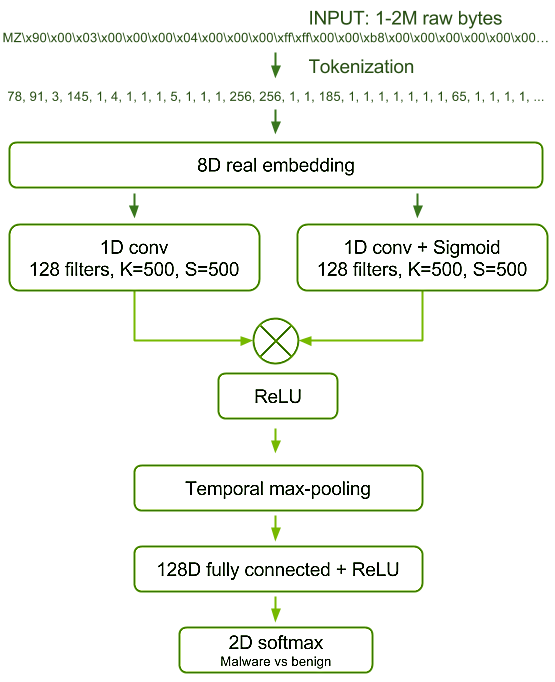 INPUT: 1-2M raw bytes
MZ\x90\x00\x03\x00\x00\x00\x04\x00\x00\x00\xff\xff\x00\x00\xb8\x00\x00\x00\x00\x00\x00…
Tokenization
78, 91, 3, 145, 1, 4, 1, 1, 1, 5, 1, 1, 1, 256, 256, 1, 1, 185, 1, 1, 1, 1, 1, 1, 1, 65, 1, 1, 1, 1, ...
8D real embedding
1D conv
128 filters, K=500, S=500
1D conv + Sigmoid
128 filters, K=500, S=500
ReLU
Temporal max-pooling
128D fully connected + ReLU
2D softmax
Malware vs benign